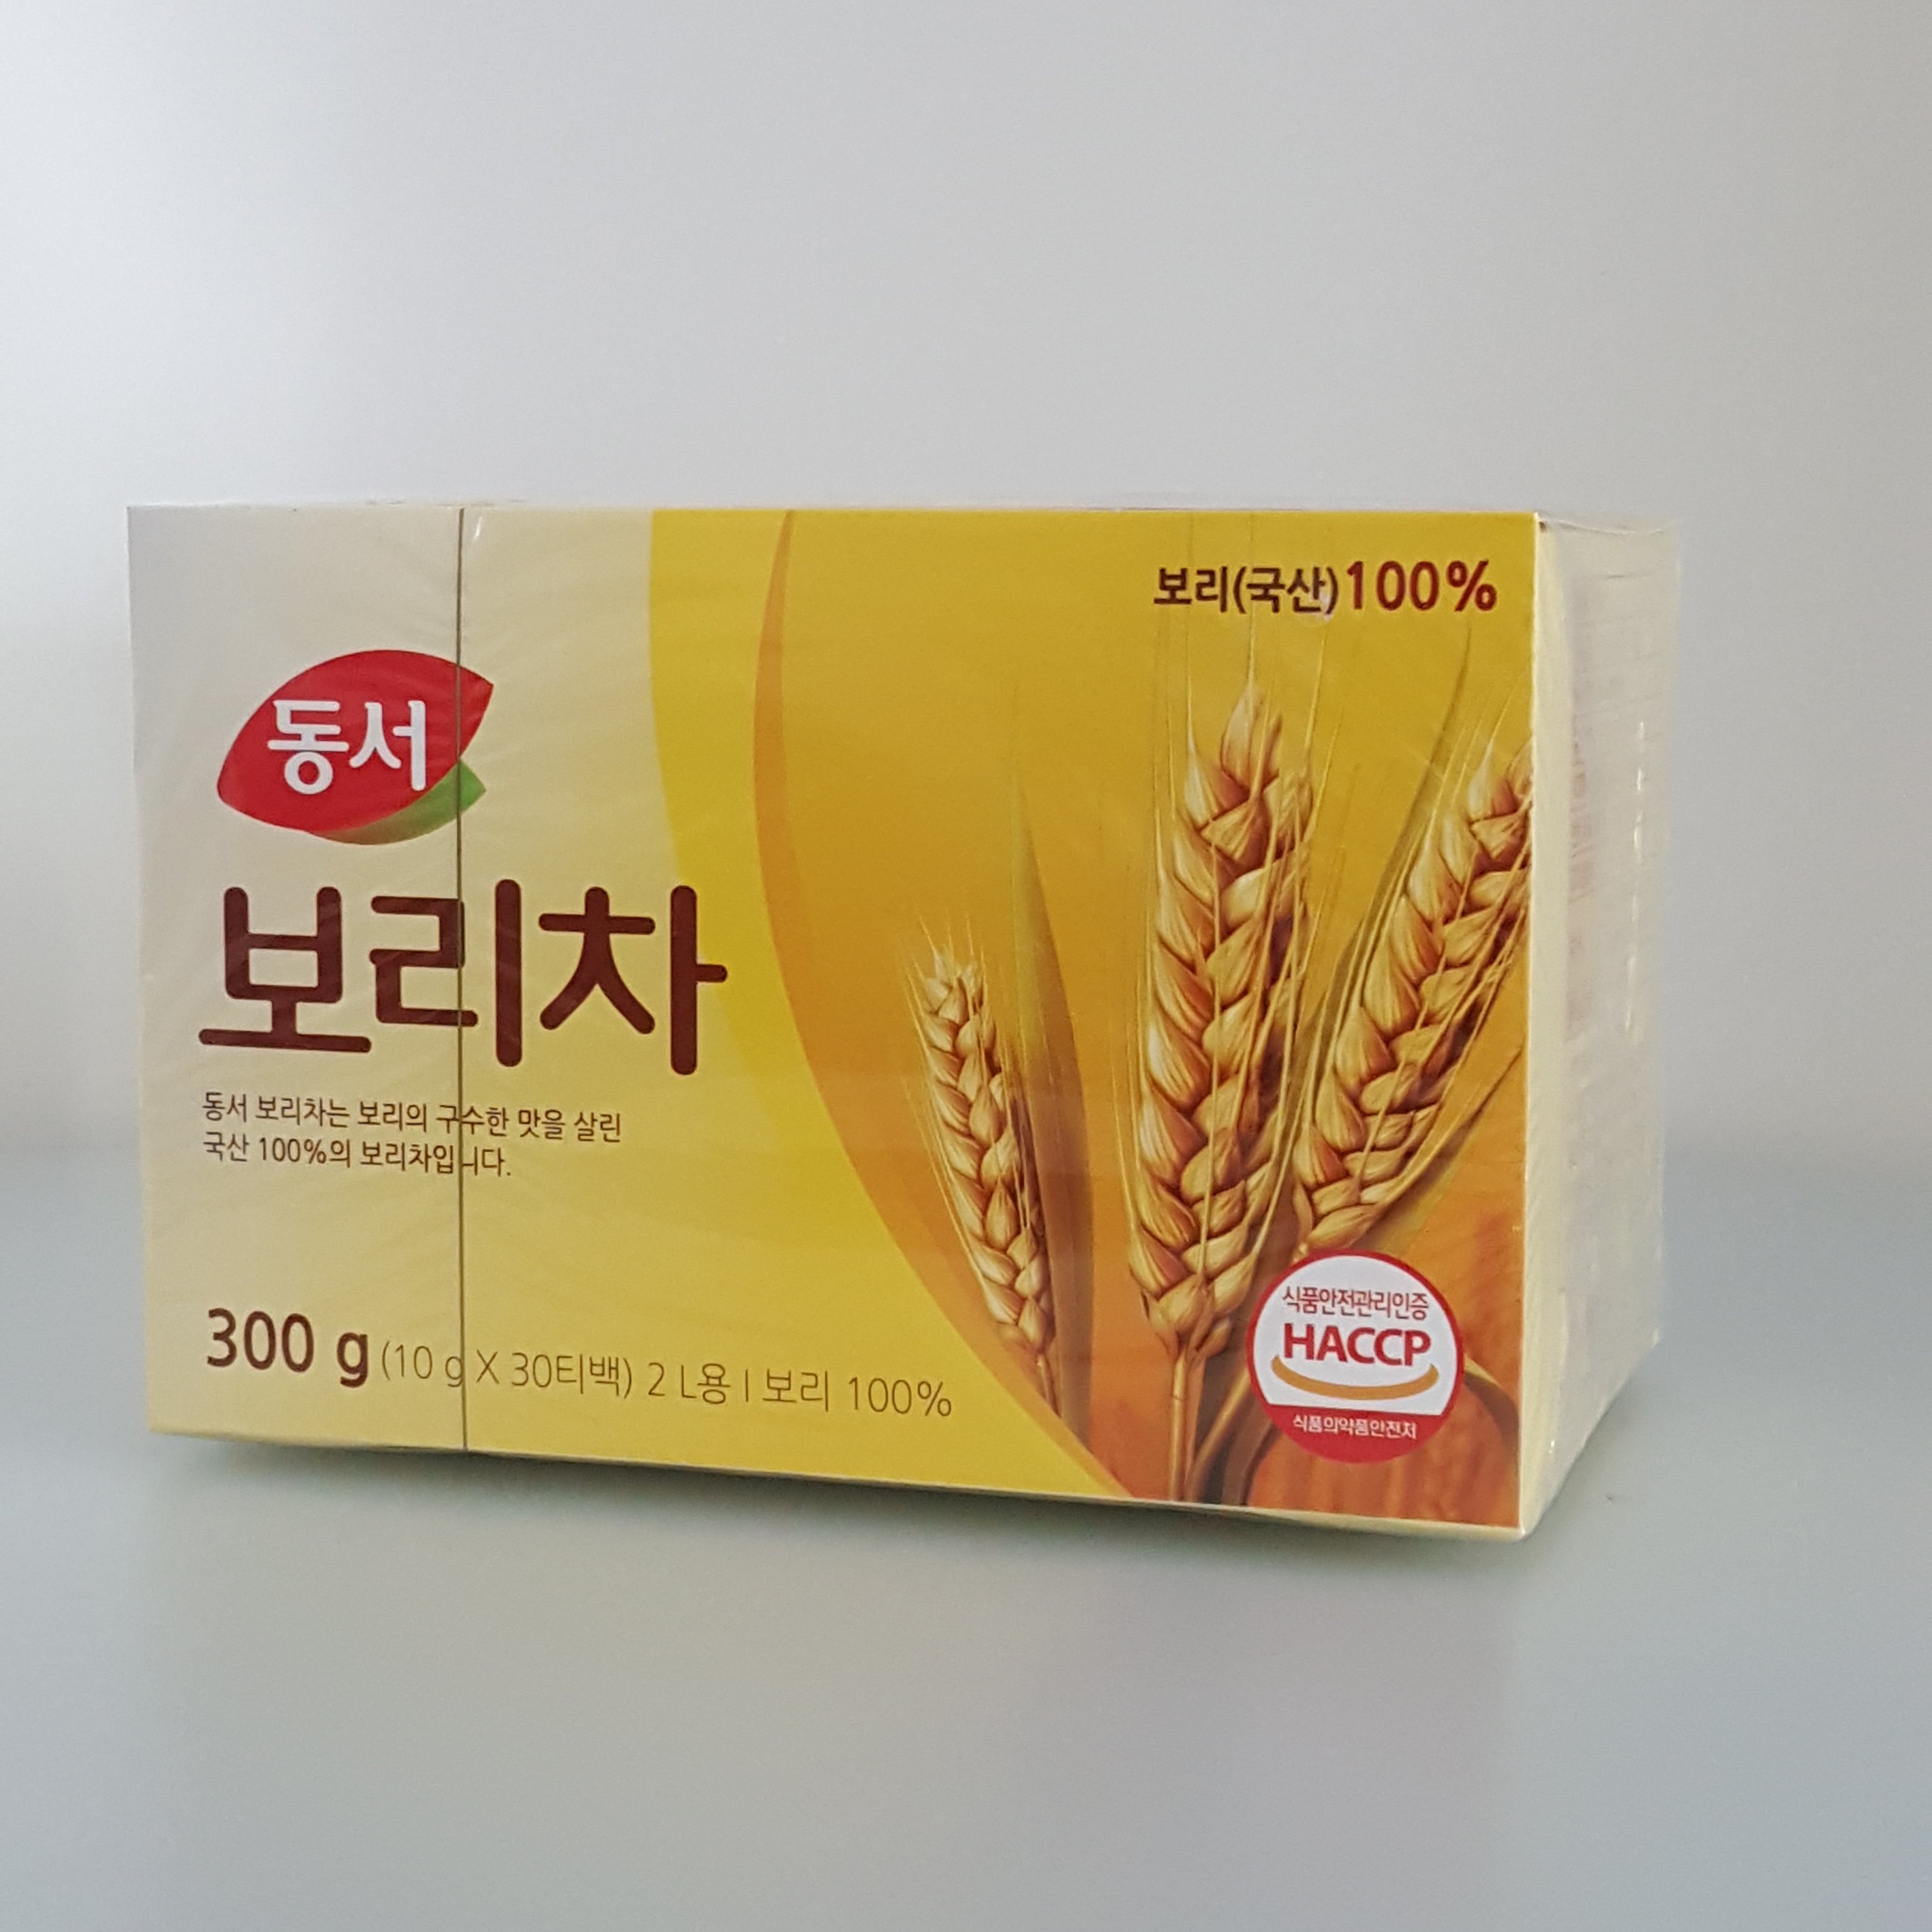 보리(국산)100%
동서
보리차
동서 보리차는 보리의 구수한 맛을 살린
국산 100%의 보리차입니다.
300 g (10 g X 30티백) 2 L용 | 보리 100%
식품안전관리인증
HACCP
식품의약품안전처